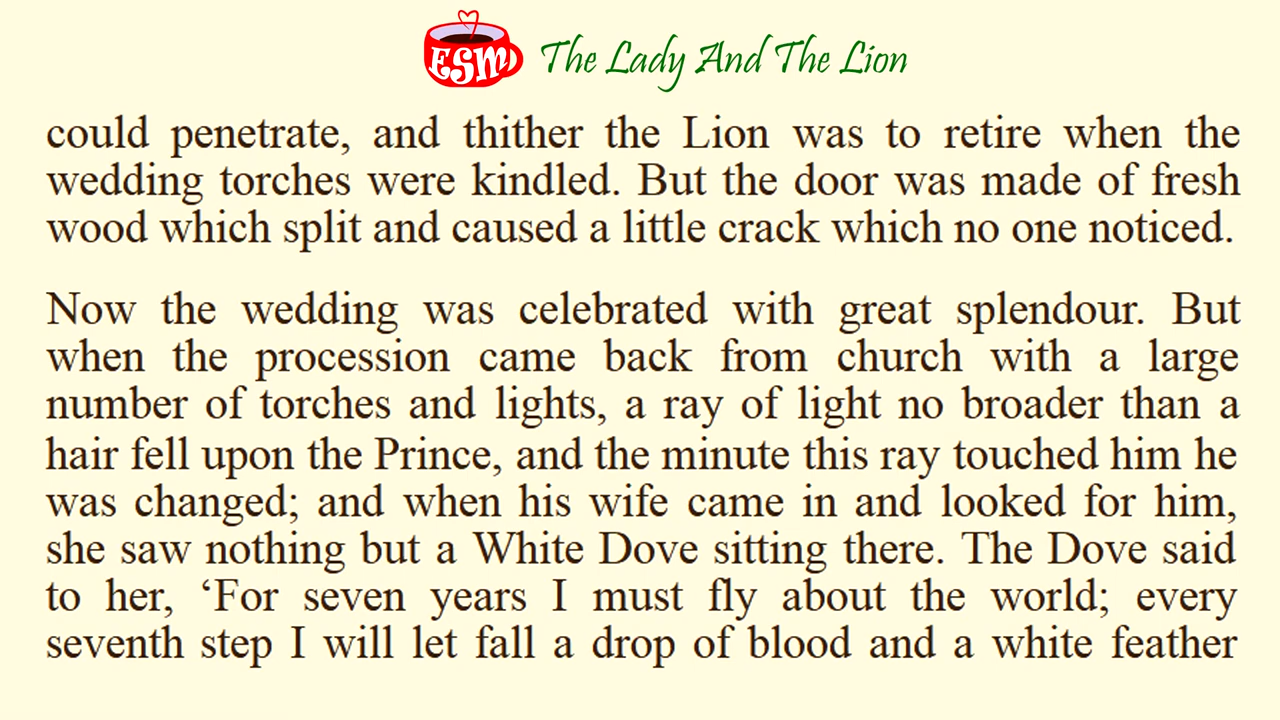 ESM The Lady And The Lion
could penetrate, and thither the Lion was to retire when the
wedding torches were kindled. But the door was made of fresh
wood which split and caused a little crack which no one noticed.
Now the wedding was celebrated with great splendour. But
when the procession came back from church with a large
number of torches and lights, a ray of light no broader than a
hair fell upon the Prince, and the minute this ray touched him he
was changed; and when his wife came in and looked for him,
she saw nothing but a White Dove sitting there. The Dove said
to her, ‘For seven years I must fly about the world; every
seventh step I will let fall a drop of blood and a white feather